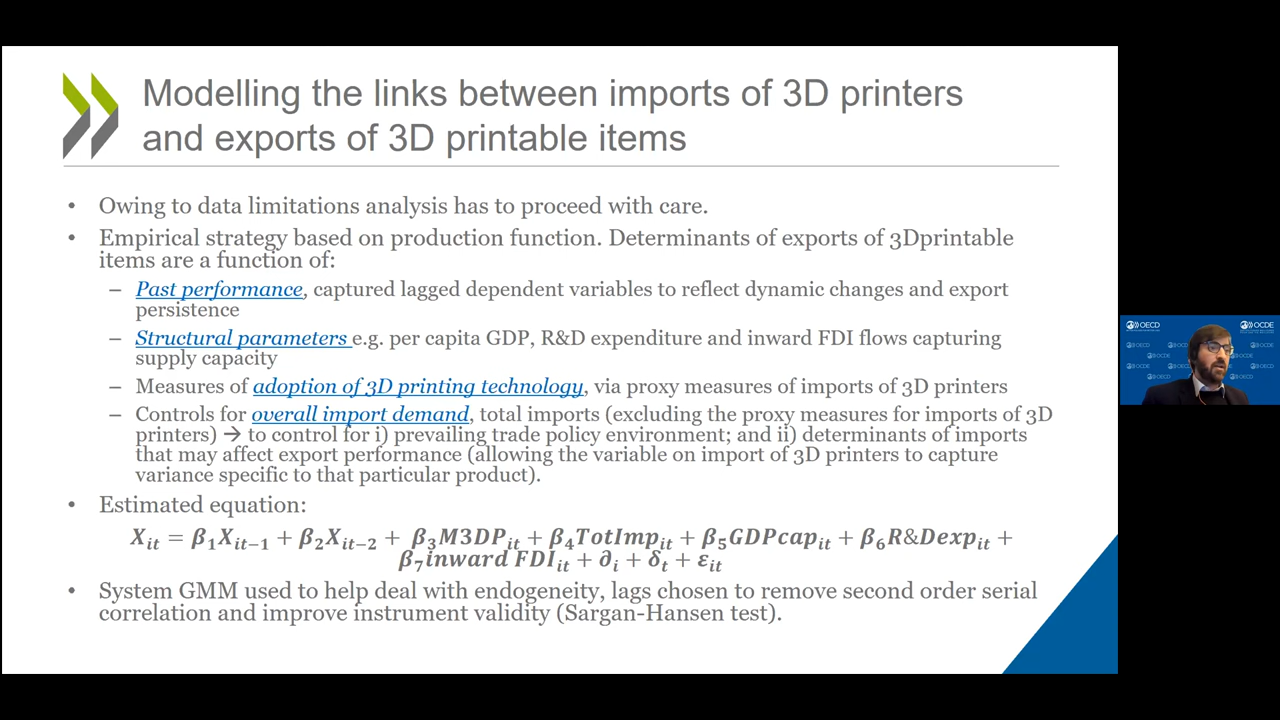 Modelling the links between imports of 3D printers
and exports of 3D printable items
• Owing to data limitations analysis has to proceed with care.
• Empirical strategy based on production function. Determinants of exports of 3Dprintable
items are a function of:
– Past performance, captured lagged dependent variables to reflect dynamic changes and export
persistence
– Structural parameters e.g. per capita GDP, R&D expenditure and inward FDI flows capturing
supply capacity
– Measures of adoption of 3D printing technology, via proxy measures of imports of 3D printers
– Controls for overall import demand, total imports (excluding the proxy measures for imports of 3D
printers) → to control for i) prevailing trade policy environment; and ii) determinants of imports
that may affect export performance (allowing the variable on import of 3D printers to capture
variance specific to that particular product).
• Estimated equation:
X_it = β_1X_it−1 + β_2X_it−2 + β_3M3DP_it + β_4TotImp_it + β_5GDPcap_it + β_6R&Dexp_it +
β_7inward FDI_it + ∂_i + δ_t + ε_it
• System GMM used to help deal with endogeneity, lags chosen to remove second order serial
correlation and improve instrument validity (Sargan-Hansen test).
OECD
OCDE